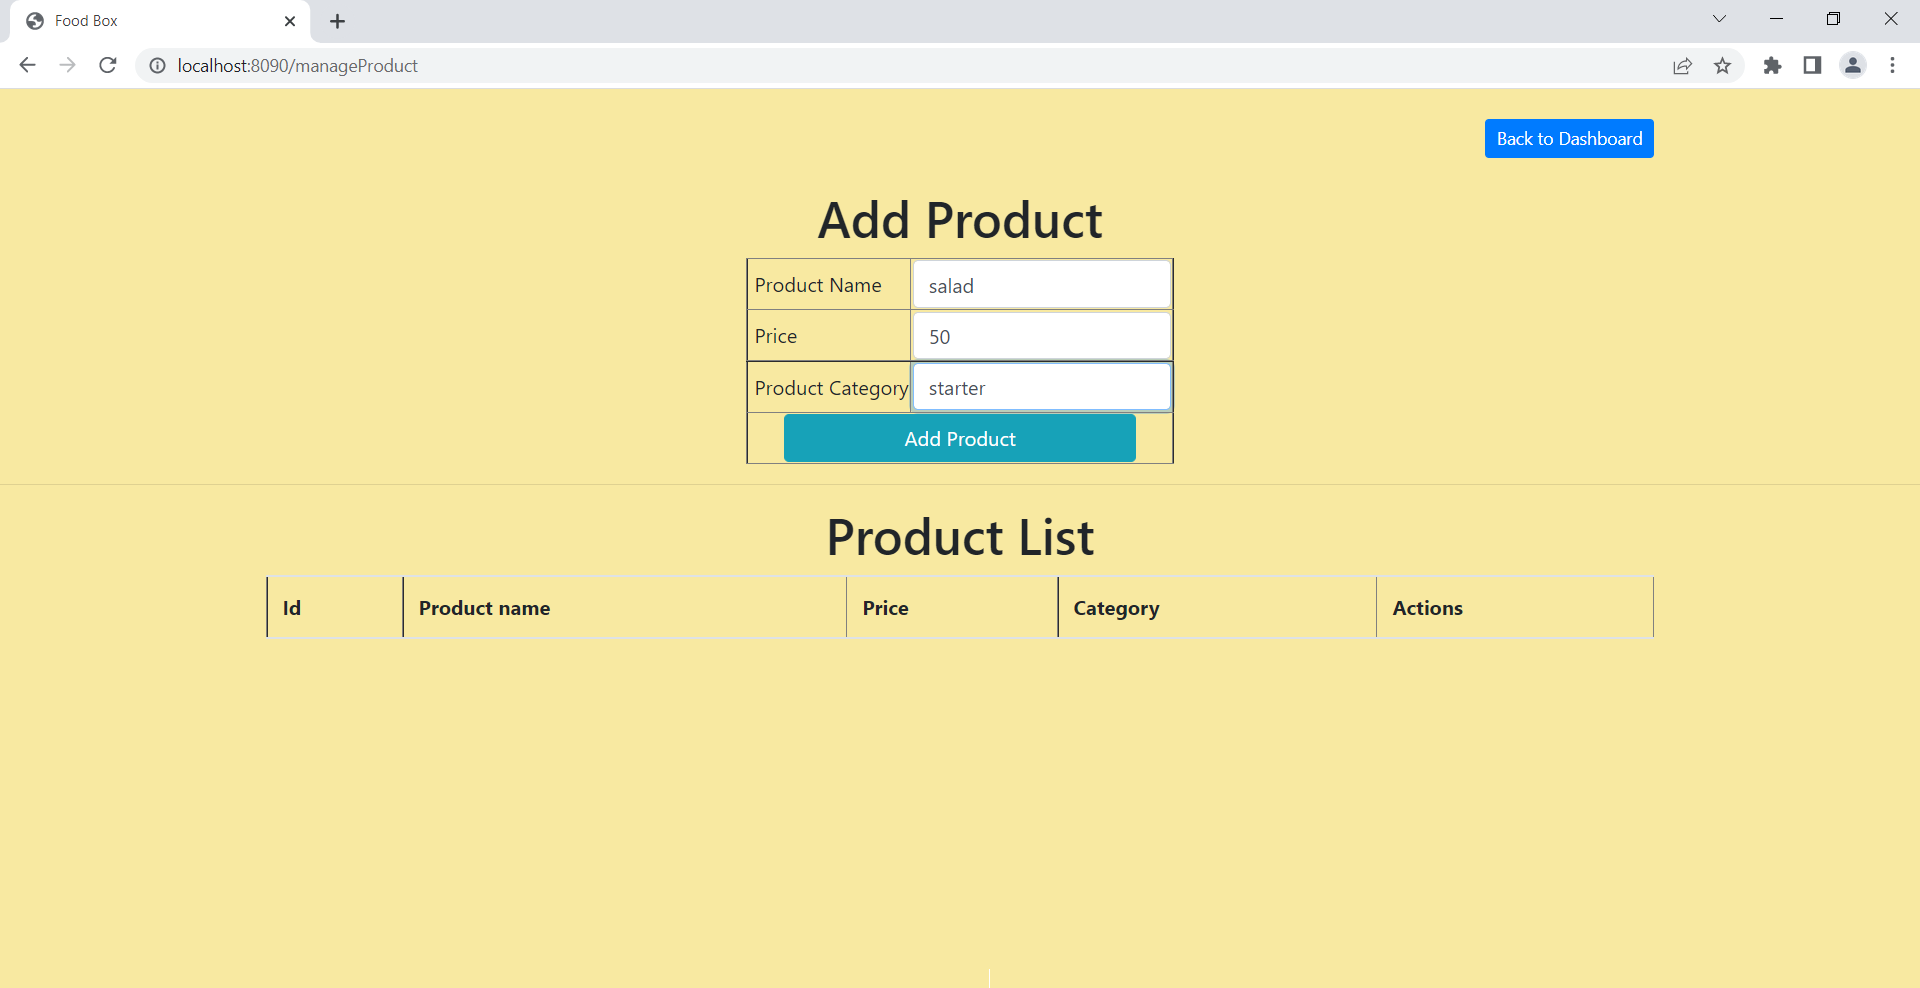 Food Box
localhost:8090/manageProduct
Back to Dashboard
Add Product
Product Name salad
Price 50
Product Category starter
Add Product
Product List
Id Product name Price Category Actions